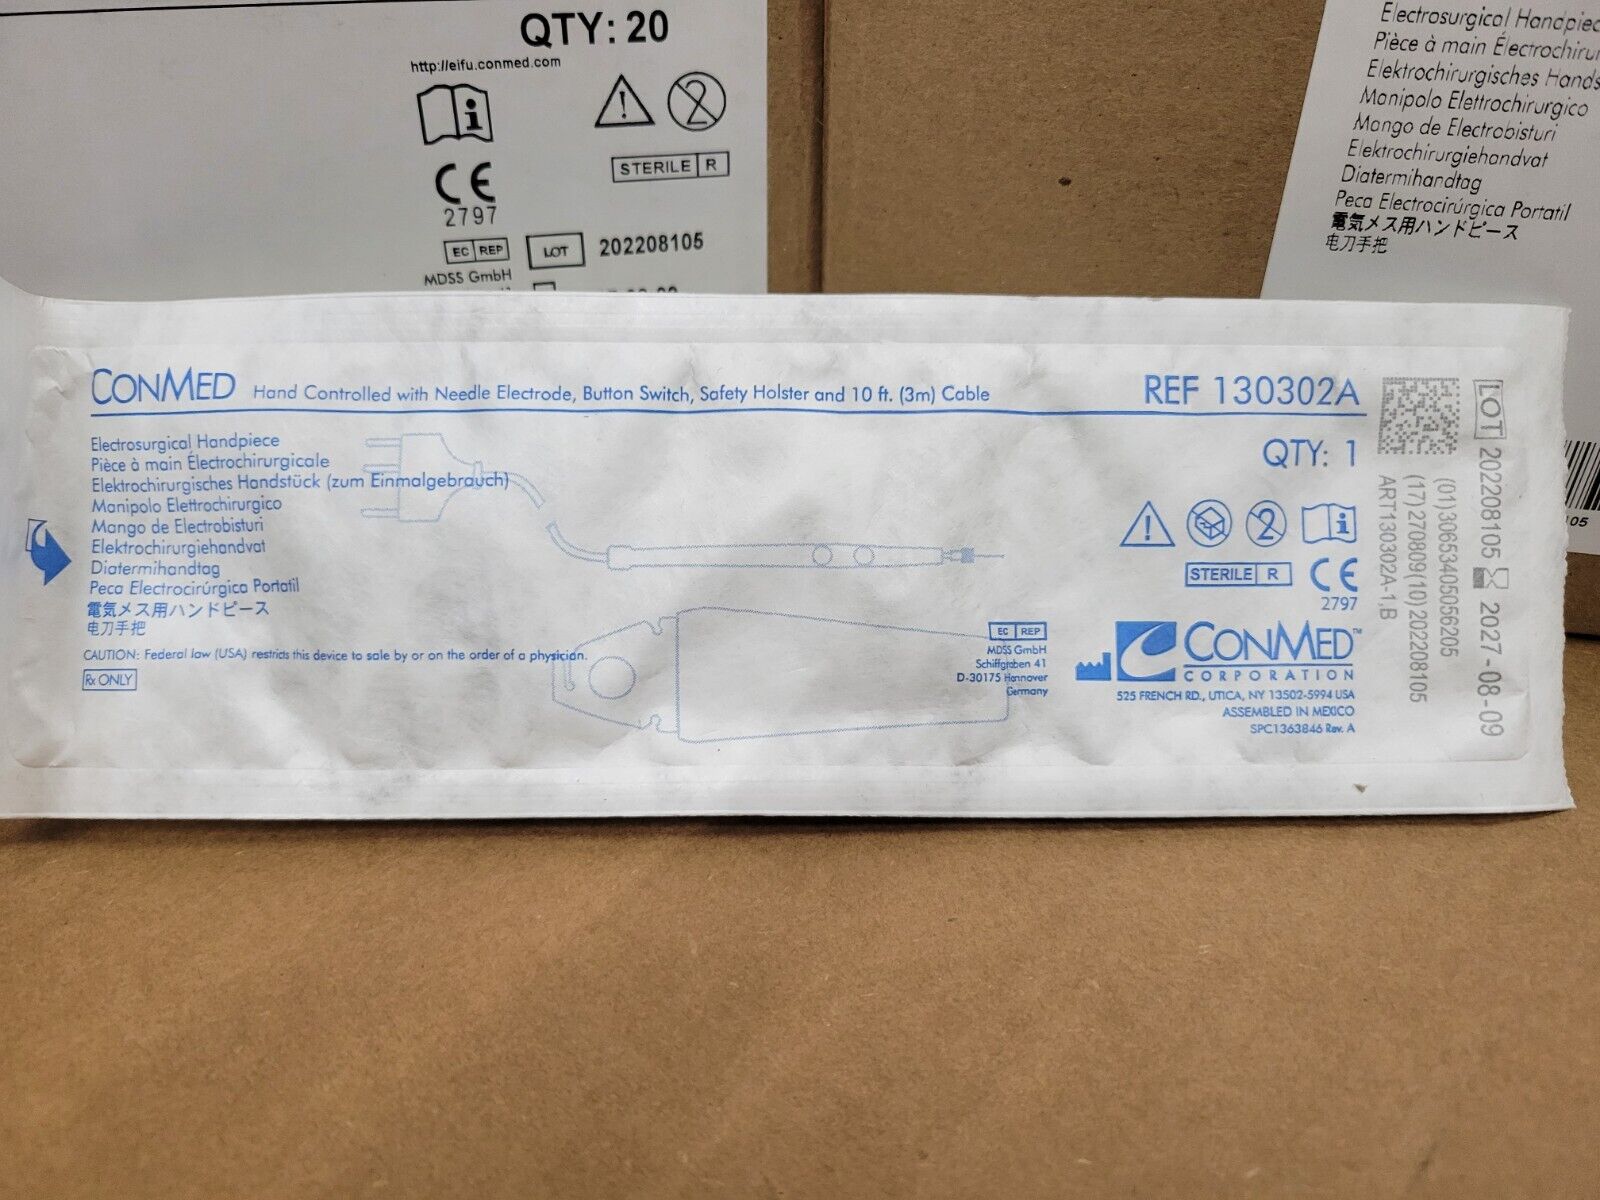 QTY: 20
http://eifu.conmed.com
i
2
STERILE R
CE
2797
EC REP
LOT
202208105
MDSS GmbH
Electrosurgical
Pièce à main
Elektrochirurgisches
Manipolo Elettrochirurgico
Mango de Electrobisturi
Elektrochirurgiehandvat
Diatermihandtag
Peca Electrocirúrgica Portatil
電気メス用ハンドピース
电刀手把
105
CONMED Hand Controlled with Needle Electrode, Button Switch, Safety Holster and 10 ft. (3m) Cable
REF 130302A
QTY: 1
Electrosurgical Handpiece
Pièce à main Électrochirurgicale
Elektrochirurgisches Handstück (zum Einmalgebrauch)
Manipolo Elettrochirurgico
Mango de Electrobisturi
Elektrochirurgiehandvat
Diatermihandtag
Peca Electrocirúrgica Portatil
電気メス用ハンドピース
电刀手把
CAUTION: Federal law (USA) restricts this device to sale by or on the order of a physician.
Rx ONLY
2
i
STERILE R
CE
2797
EC REP
MDSS GmbH
Schiffgraben 41
D-30175 Hannover
Germany
CONMED™
CORPORATION
525 FRENCH RD., UTICA, NY 13502-5994 USA
ASSEMBLED IN MEXICO
SPC1363846 Rev. A
LOT 202208105 2027-08-09
(01)30653405056205
(17)270809(10)202208105
ART130302A-1,B